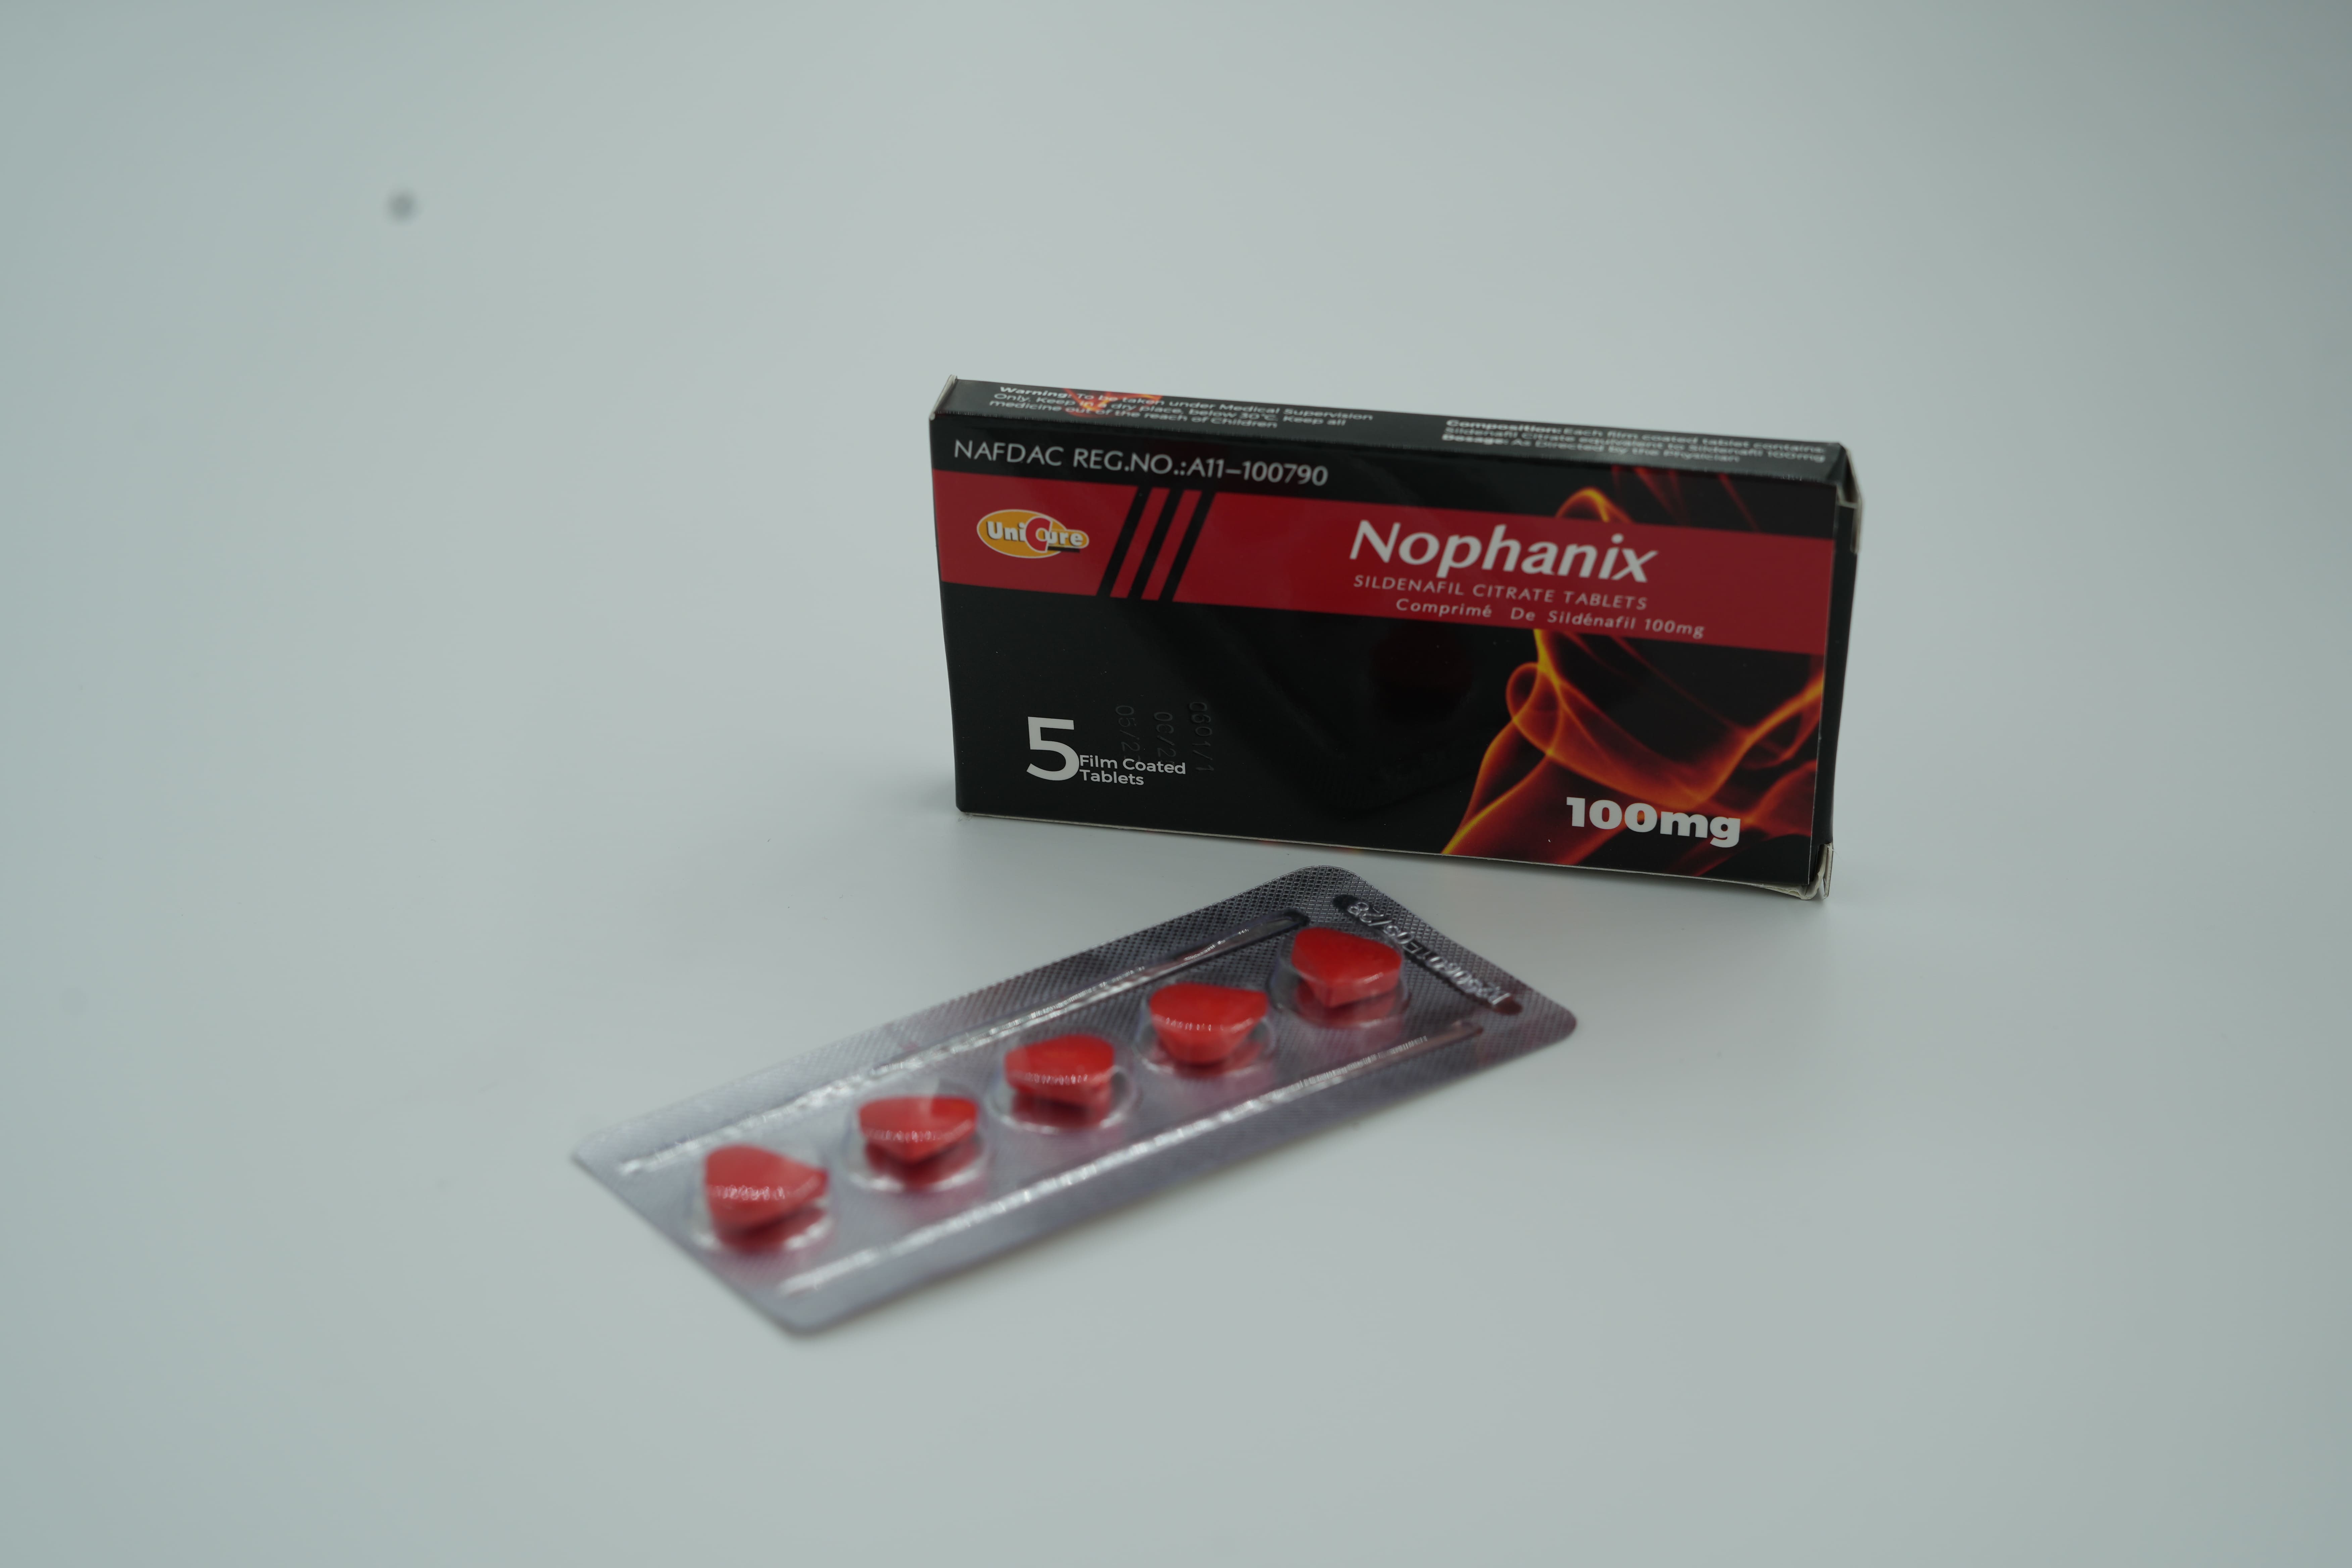 Warning: To be taken under Medical Supervision
Only. Keep in a dry place, below 30°C. Keep all
medicine out of the reach of Children
Composition: Each film coated tablet contains:
Sildenafil Citrate equivalent to Sildenafil 100mg
Dosage: As Directed by the Physician
NAFDAC REG.NO.:A11-100790
UniCure
Nophanix
SILDENAFIL CITRATE TABLETS
Comprimé De Sildénafil 100mg
5 Film Coated
Tablets
100mg